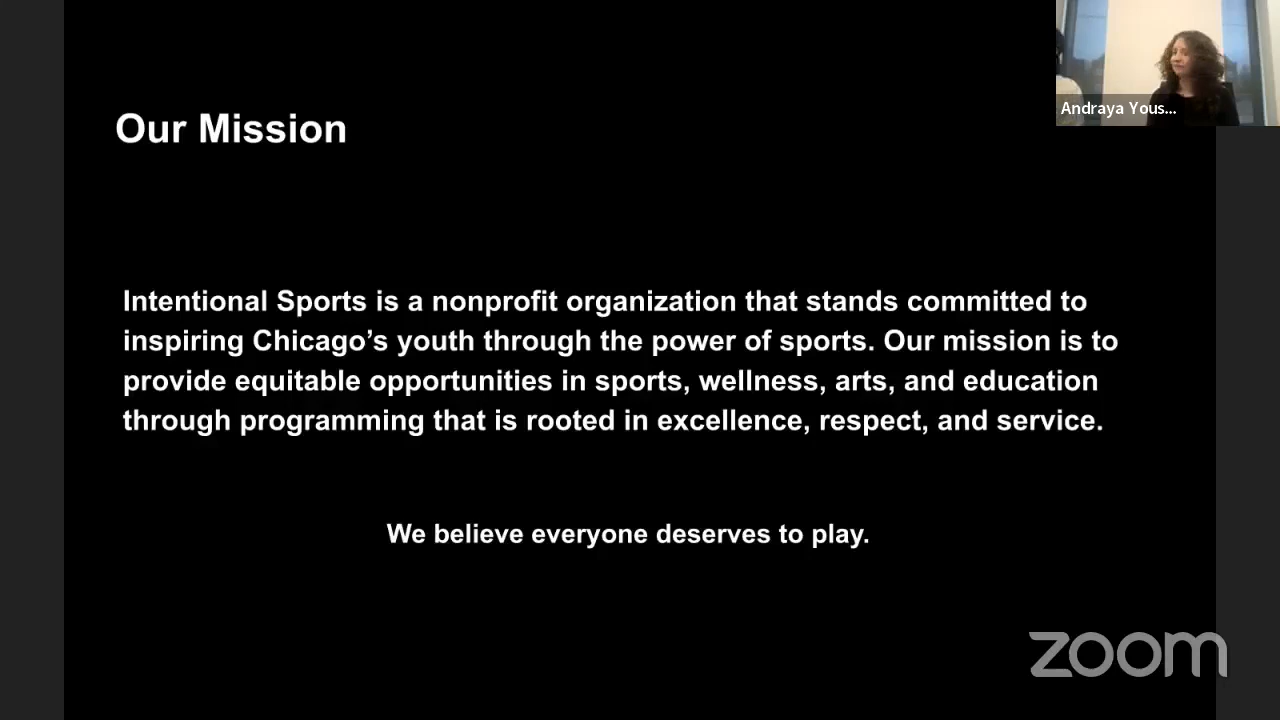 Our Mission
Andraya Yous...
Intentional Sports is a nonprofit organization that stands committed to
inspiring Chicago’s youth through the power of sports. Our mission is to
provide equitable opportunities in sports, wellness, arts, and education
through programming that is rooted in excellence, respect, and service.
We believe everyone deserves to play.
zoom